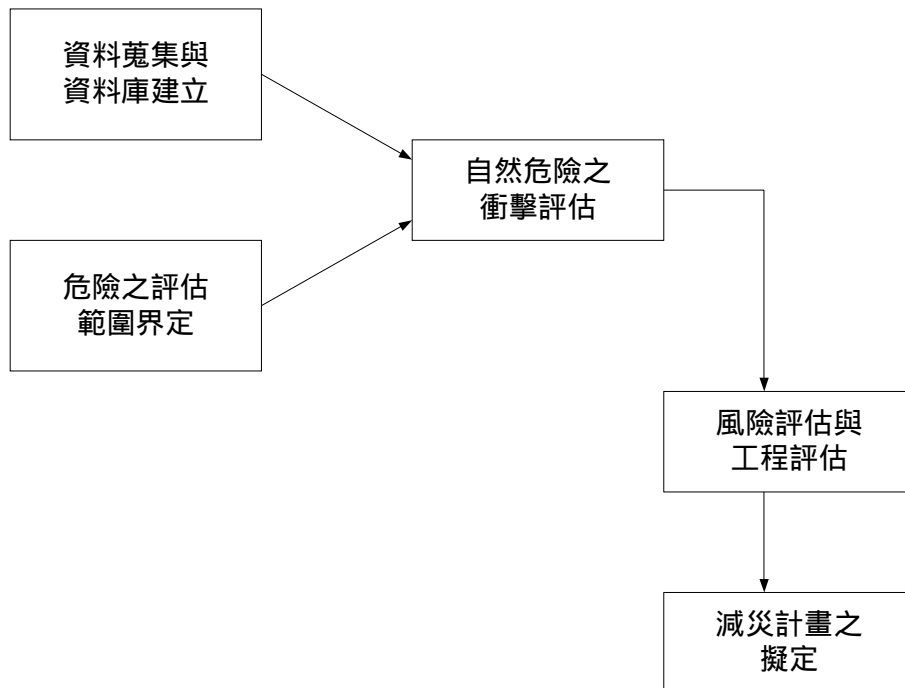 資料蒐集與
資料庫建立
自然危險之
衝擊評估
危險之評估
範圍界定
風險評估與
工程評估
減災計畫之
擬定